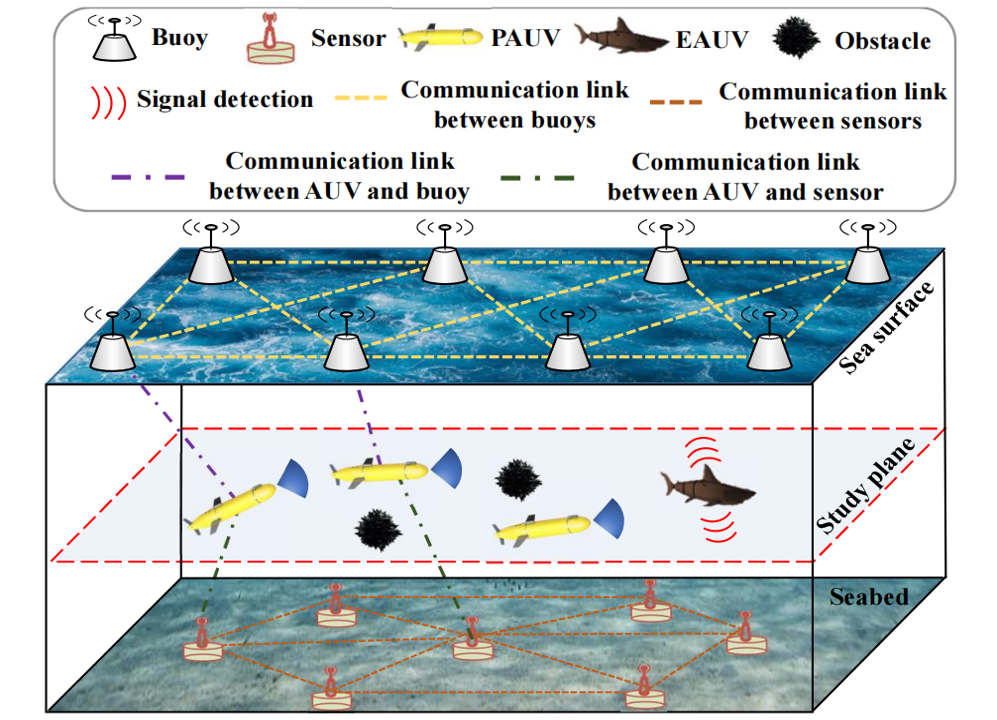 Buoy
Sensor
PAUV
EAUV
Obstacle
Signal detection
Communication link
between buoys
Communication link
between sensors
Communication link
between AUV and buoy
Communication link
between AUV and sensor
Sea surface
Study plane
Seabed